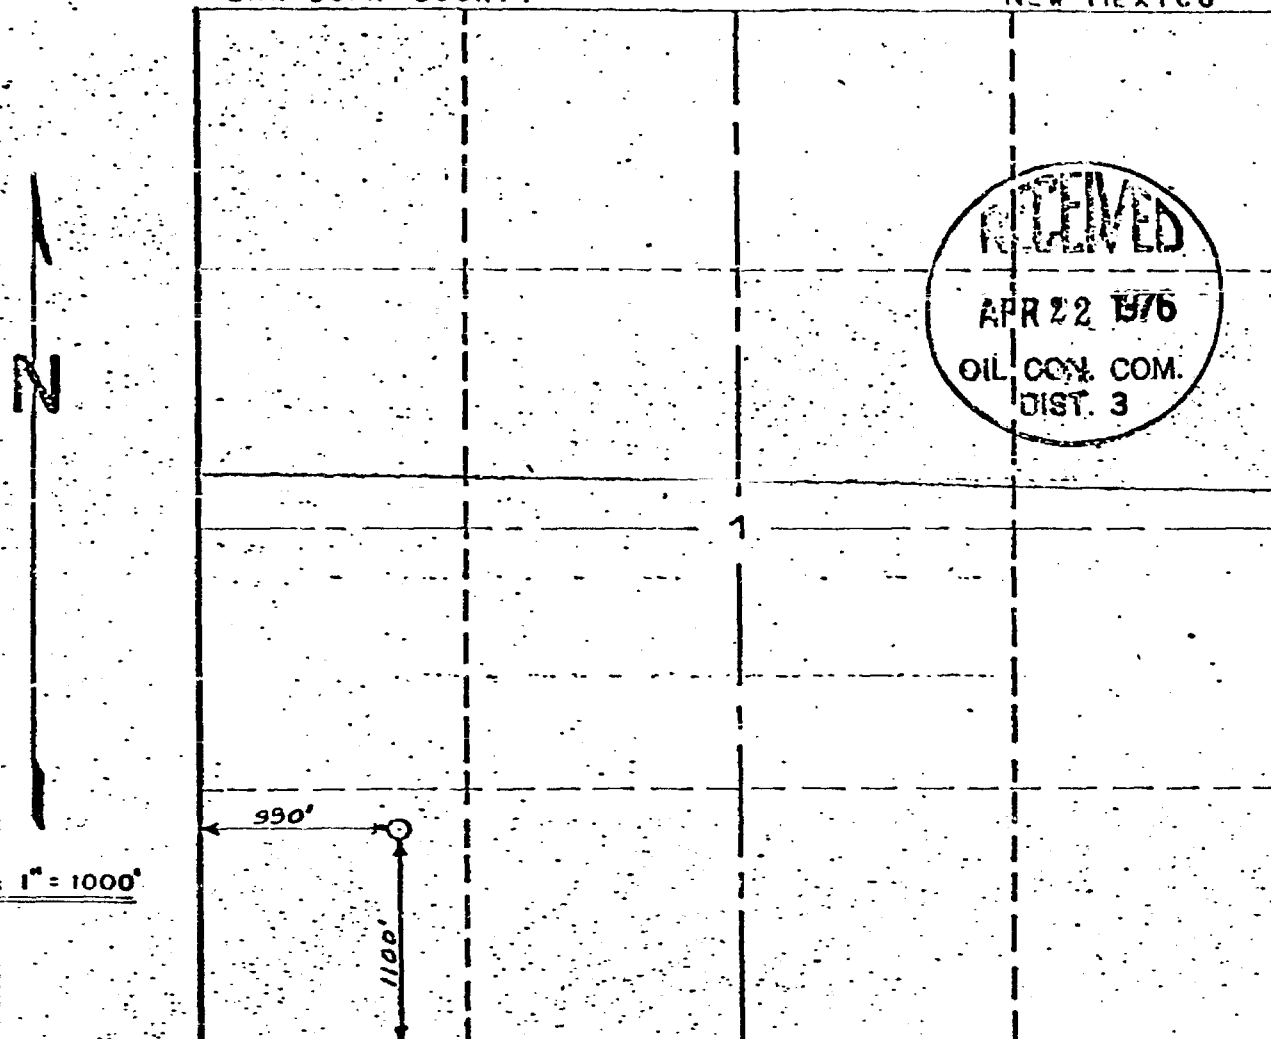 NEW MEXICO
RECEIVED
APR 22 1976
OIL CON. COM.
DIST. 3
N
1
990'
1" = 1000'
1100'